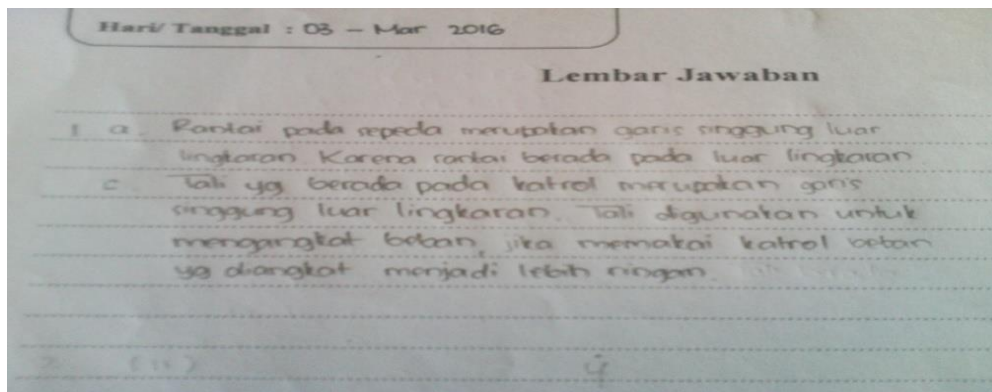 Hari/ Tanggal : 03 - Mar 2016
Lembar Jawaban
1 a. Rantai pada sepeda merupakan garis singgung luar
lingkaran Karena rantai berada pada luar lingkaran
c Tali yg berada pada katrol merupakan garis
singgung luar lingkaran. Tali digunakan untuk
mengangkat beban, jika memakai katrol beban
yg diangkat menjadi lebih ringan.